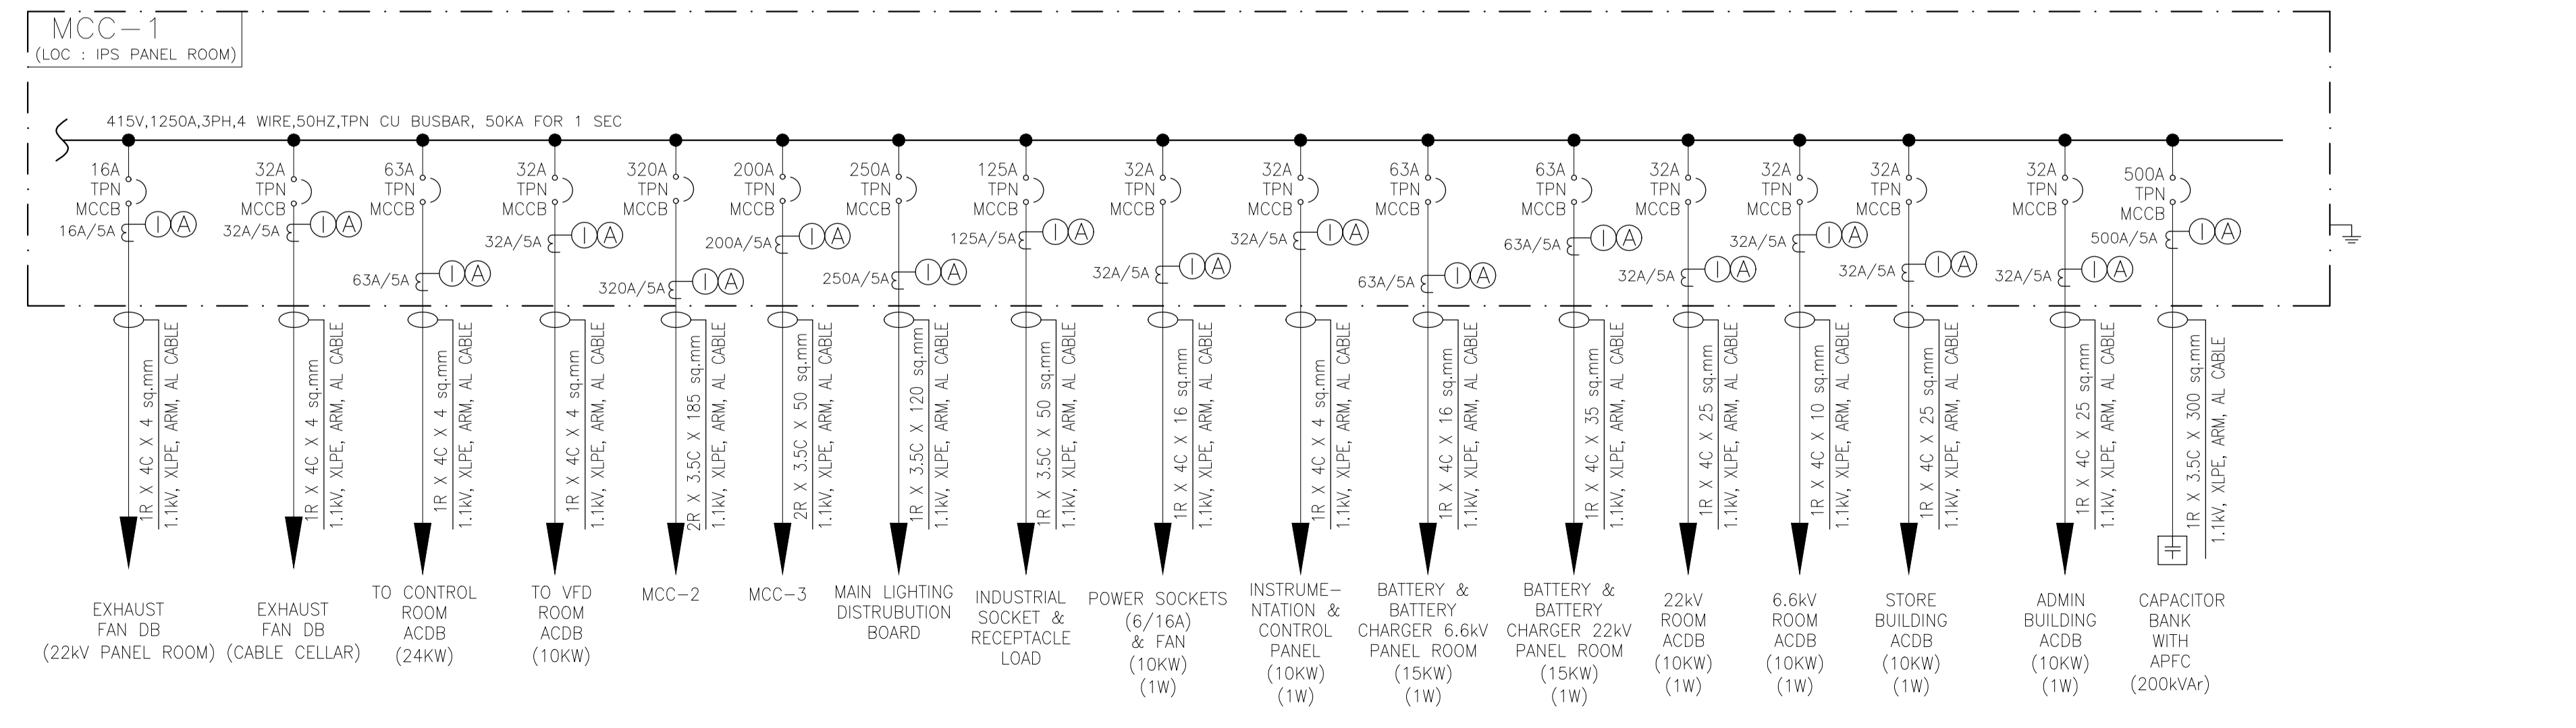 MCC-1
(LOC : IPS PANEL ROOM)
415V,1250A,3PH,4 WIRE,50HZ,TPN CU BUSBAR, 50KA FOR 1 SEC
16A
TPN
MCCB
16A/5A
I A
1R X 4C X 4 sq.mm
1.1kV, XLPE, ARM, AL CABLE
EXHAUST
FAN DB
(22kV PANEL ROOM)
32A
TPN
MCCB
32A/5A
I A
1R X 4C X 4 sq.mm
1.1kV, XLPE, ARM, AL CABLE
EXHAUST
FAN DB
(CABLE CELLAR)
63A
TPN
MCCB
63A/5A
I A
1R X 4C X 4 sq.mm
1.1kV, XLPE, ARM, AL CABLE
TO CONTROL
ROOM
ACDB
(24KW)
32A
TPN
MCCB
32A/5A
I A
1R X 4C X 4 sq.mm
1.1kV, XLPE, ARM, AL CABLE
TO VFD
ROOM
ACDB
(10KW)
320A
TPN
MCCB
320A/5A
I A
2R X 3.5C X 185 sq.mm
1.1kV, XLPE, ARM, AL CABLE
MCC-2
200A
TPN
MCCB
200A/5A
I A
2R X 3.5C X 50 sq.mm
1.1kV, XLPE, ARM, AL CABLE
MCC-3
250A
TPN
MCCB
250A/5A
I A
1R X 3.5C X 120 sq.mm
1.1kV, XLPE, ARM, AL CABLE
MAIN LIGHTING
DISTRUBUTION
BOARD
125A
TPN
MCCB
125A/5A
I A
1R X 3.5C X 50 sq.mm
1.1kV, XLPE, ARM, AL CABLE
INDUSTRIAL
SOCKET &
RECEPTACLE
LOAD
32A
TPN
MCCB
32A/5A
I A
1R X 4C X 16 sq.mm
1.1kV, XLPE, ARM, AL CABLE
POWER SOCKETS
(6/16A)
& FAN
(10KW)
(1W)
32A
TPN
MCCB
32A/5A
I A
1R X 4C X 4 sq.mm
1.1kV, XLPE, ARM, AL CABLE
INSTRUME-
NTATION &
CONTROL
PANEL
(10KW)
(1W)
63A
TPN
MCCB
63A/5A
I A
1R X 4C X 16 sq.mm
1.1kV, XLPE, ARM, AL CABLE
BATTERY &
BATTERY
CHARGER 6.6kV
PANEL ROOM
(15KW)
(1W)
63A
TPN
MCCB
63A/5A
I A
1R X 4C X 35 sq.mm
1.1kV, XLPE, ARM, AL CABLE
BATTERY &
BATTERY
CHARGER 22kV
PANEL ROOM
(15KW)
(1W)
32A
TPN
MCCB
32A/5A
I A
1R X 4C X 25 sq.mm
1.1kV, XLPE, ARM, AL CABLE
22kV
ROOM
ACDB
(10KW)
(1W)
32A
TPN
MCCB
32A/5A
I A
1R X 4C X 10 sq.mm
1.1kV, XLPE, ARM, AL CABLE
6.6kV
ROOM
ACDB
(10KW)
(1W)
32A
TPN
MCCB
32A/5A
I A
1R X 4C X 25 sq.mm
1.1kV, XLPE, ARM, AL CABLE
STORE
BUILDING
ACDB
(10KW)
(1W)
32A
TPN
MCCB
32A/5A
I A
1R X 4C X 25 sq.mm
1.1kV, XLPE, ARM, AL CABLE
ADMIN
BUILDING
ACDB
(10KW)
(1W)
500A
TPN
MCCB
500A/5A
I A
1R X 3.5C X 300 sq.mm
1.1kV, XLPE, ARM, AL CABLE
CAPACITOR
BANK
WITH
APFC
(200kVAr)